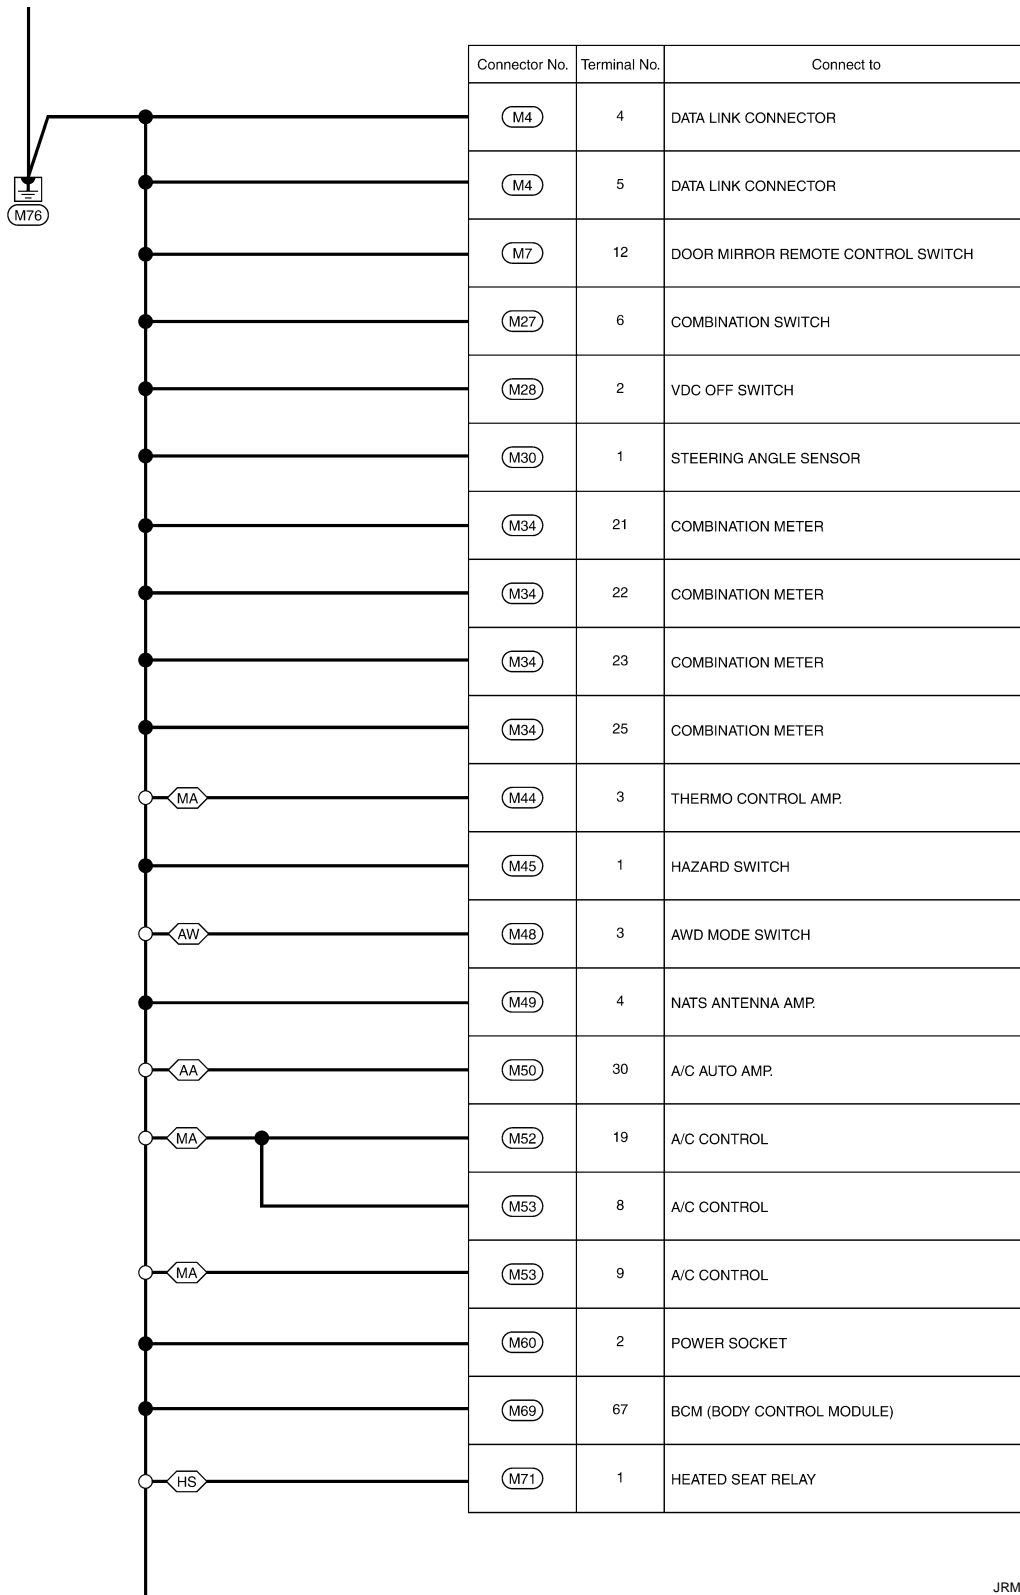 Connector No. Terminal No. Connect to
M4 4 DATA LINK CONNECTOR
M4 5 DATA LINK CONNECTOR
M76
M7 12 DOOR MIRROR REMOTE CONTROL SWITCH
M27 6 COMBINATION SWITCH
M28 2 VDC OFF SWITCH
M30 1 STEERING ANGLE SENSOR
M34 21 COMBINATION METER
M34 22 COMBINATION METER
M34 23 COMBINATION METER
M34 25 COMBINATION METER
MA M44 3 THERMO CONTROL AMP.
M45 1 HAZARD SWITCH
AW M48 3 AWD MODE SWITCH
M49 4 NATS ANTENNA AMP.
AA M50 30 A/C AUTO AMP.
MA M52 19 A/C CONTROL
M53 8 A/C CONTROL
MA M53 9 A/C CONTROL
M60 2 POWER SOCKET
M69 67 BCM (BODY CONTROL MODULE)
HS M71 1 HEATED SEAT RELAY
JRM